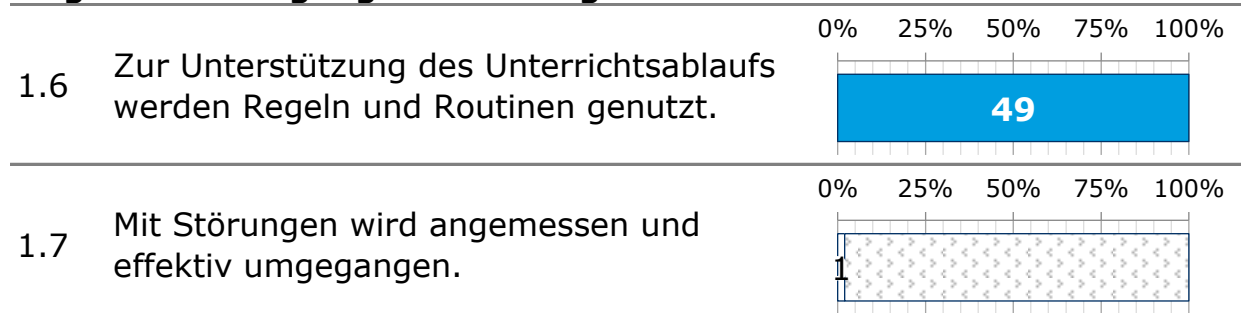 0% 25% 50% 75% 100%
1.6 Zur Unterstützung des Unterrichtsablaufs
werden Regeln und Routinen genutzt.
49
0% 25% 50% 75% 100%
1.7 Mit Störungen wird angemessen und
effektiv umgegangen.
1